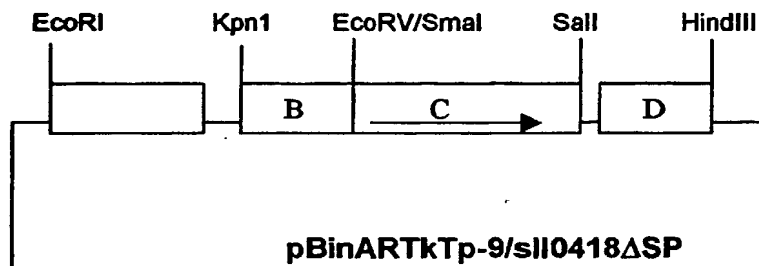 EcoRI Kpn1 EcoRV/SmaI SalI HindIII
B C D
pBinARTkTp-9/sll0418ΔSP